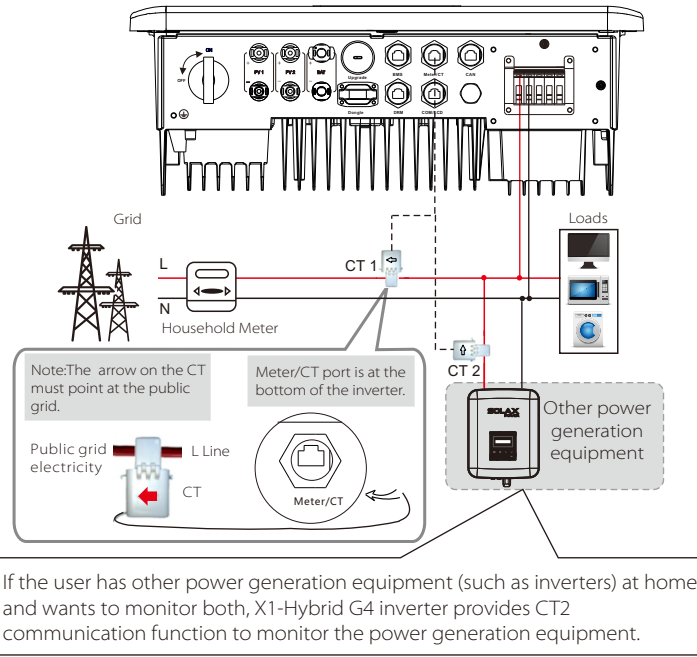 ON
OFF
PV1
PV2
BAT
Upgrade
BMS
Meter/CT
CAN
Dongle
DRM
COM/RCD
Grid
Loads
L
CT 1
N
Household Meter
CT 2
Note:The arrow on the CT
must point at the public
grid.
Meter/CT port is at the
bottom of the inverter.
Public grid
electricity
L Line
CT
Meter/CT
SOLAX
POWER
Other power
generation
equipment
If the user has other power generation equipment (such as inverters) at home
and wants to monitor both, X1-Hybrid G4 inverter provides CT2
communication function to monitor the power generation equipment.